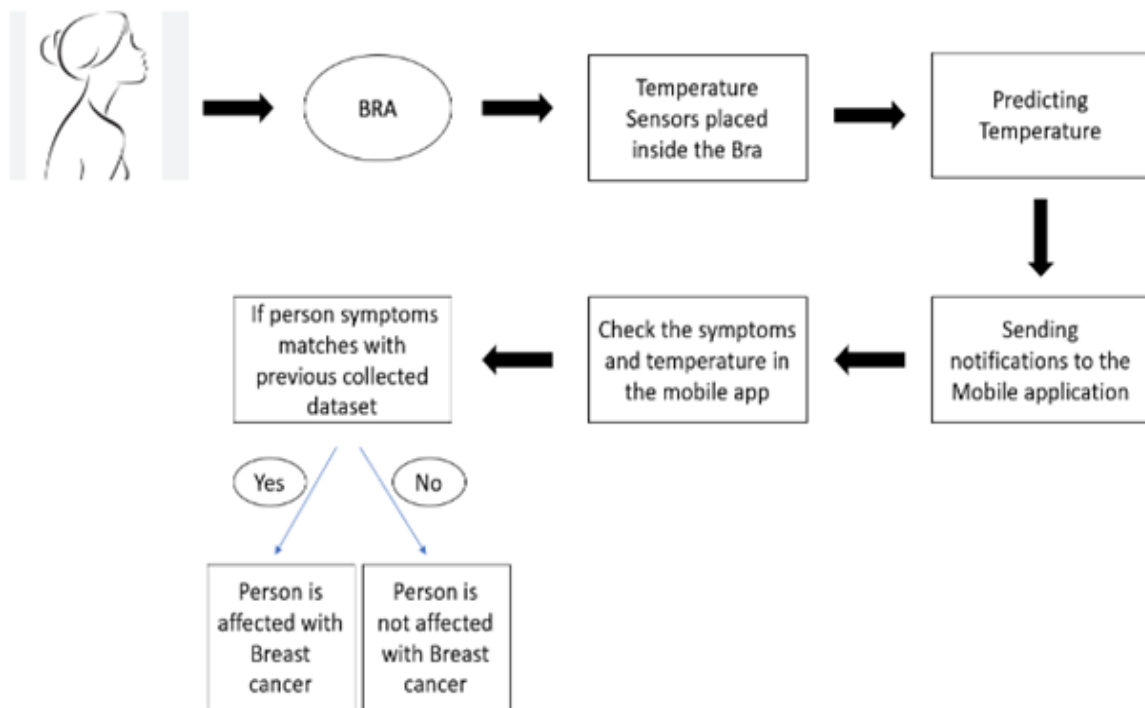 BRA
Temperature
Sensors placed
inside the Bra
Predicting
Temperature
Sending
notifications to the
Mobile application
Check the symptoms
and temperature in
the mobile app
If person symptoms
matches with
previous collected
dataset
Yes
No
Person is
affected with
Breast
cancer
Person is
not affected
with Breast
cancer